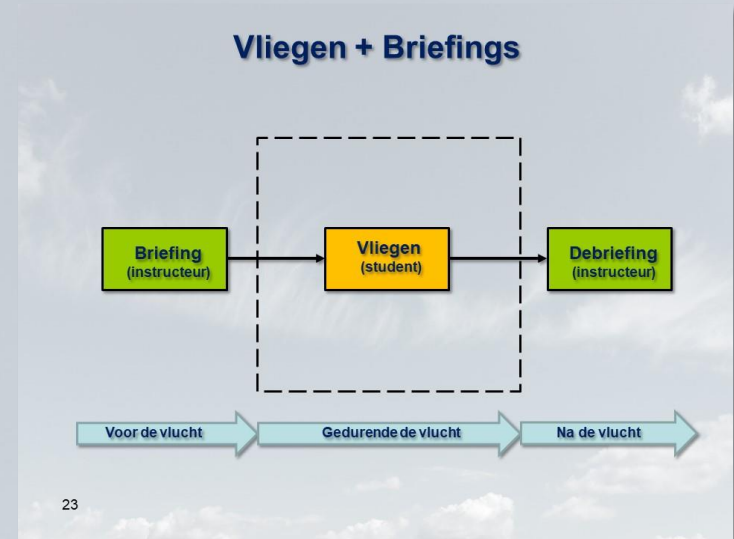 Vliegen + Briefings
Briefing
(instructeur)
Vliegen
(student)
Debriefing
(instructeur)
Voor de vlucht
Gedurende de vlucht
Na de vlucht
23